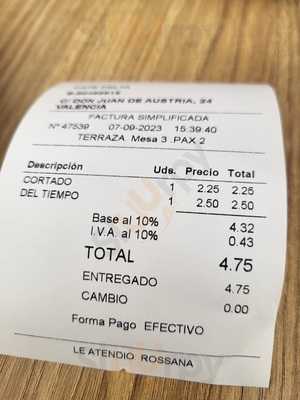 C/ DON JUAN DE AUSTRIA, 34
VALENCIA
FACTURA SIMPLIFICADA
Nº 47539 07-09-2023 15:39:40
TERRAZA Mesa 3 .PAX 2
Descripción Uds. Precio Total
CORTADO 1 2.25 2.25
DEL TIEMPO 1 2.50 2.50
Base al 10% 4.32
I.V.A. al 10% 0.43
TOTAL 4.75
ENTREGADO 4.75
CAMBIO 0.00
Forma Pago EFECTIVO
LE ATENDIO ROSSANA